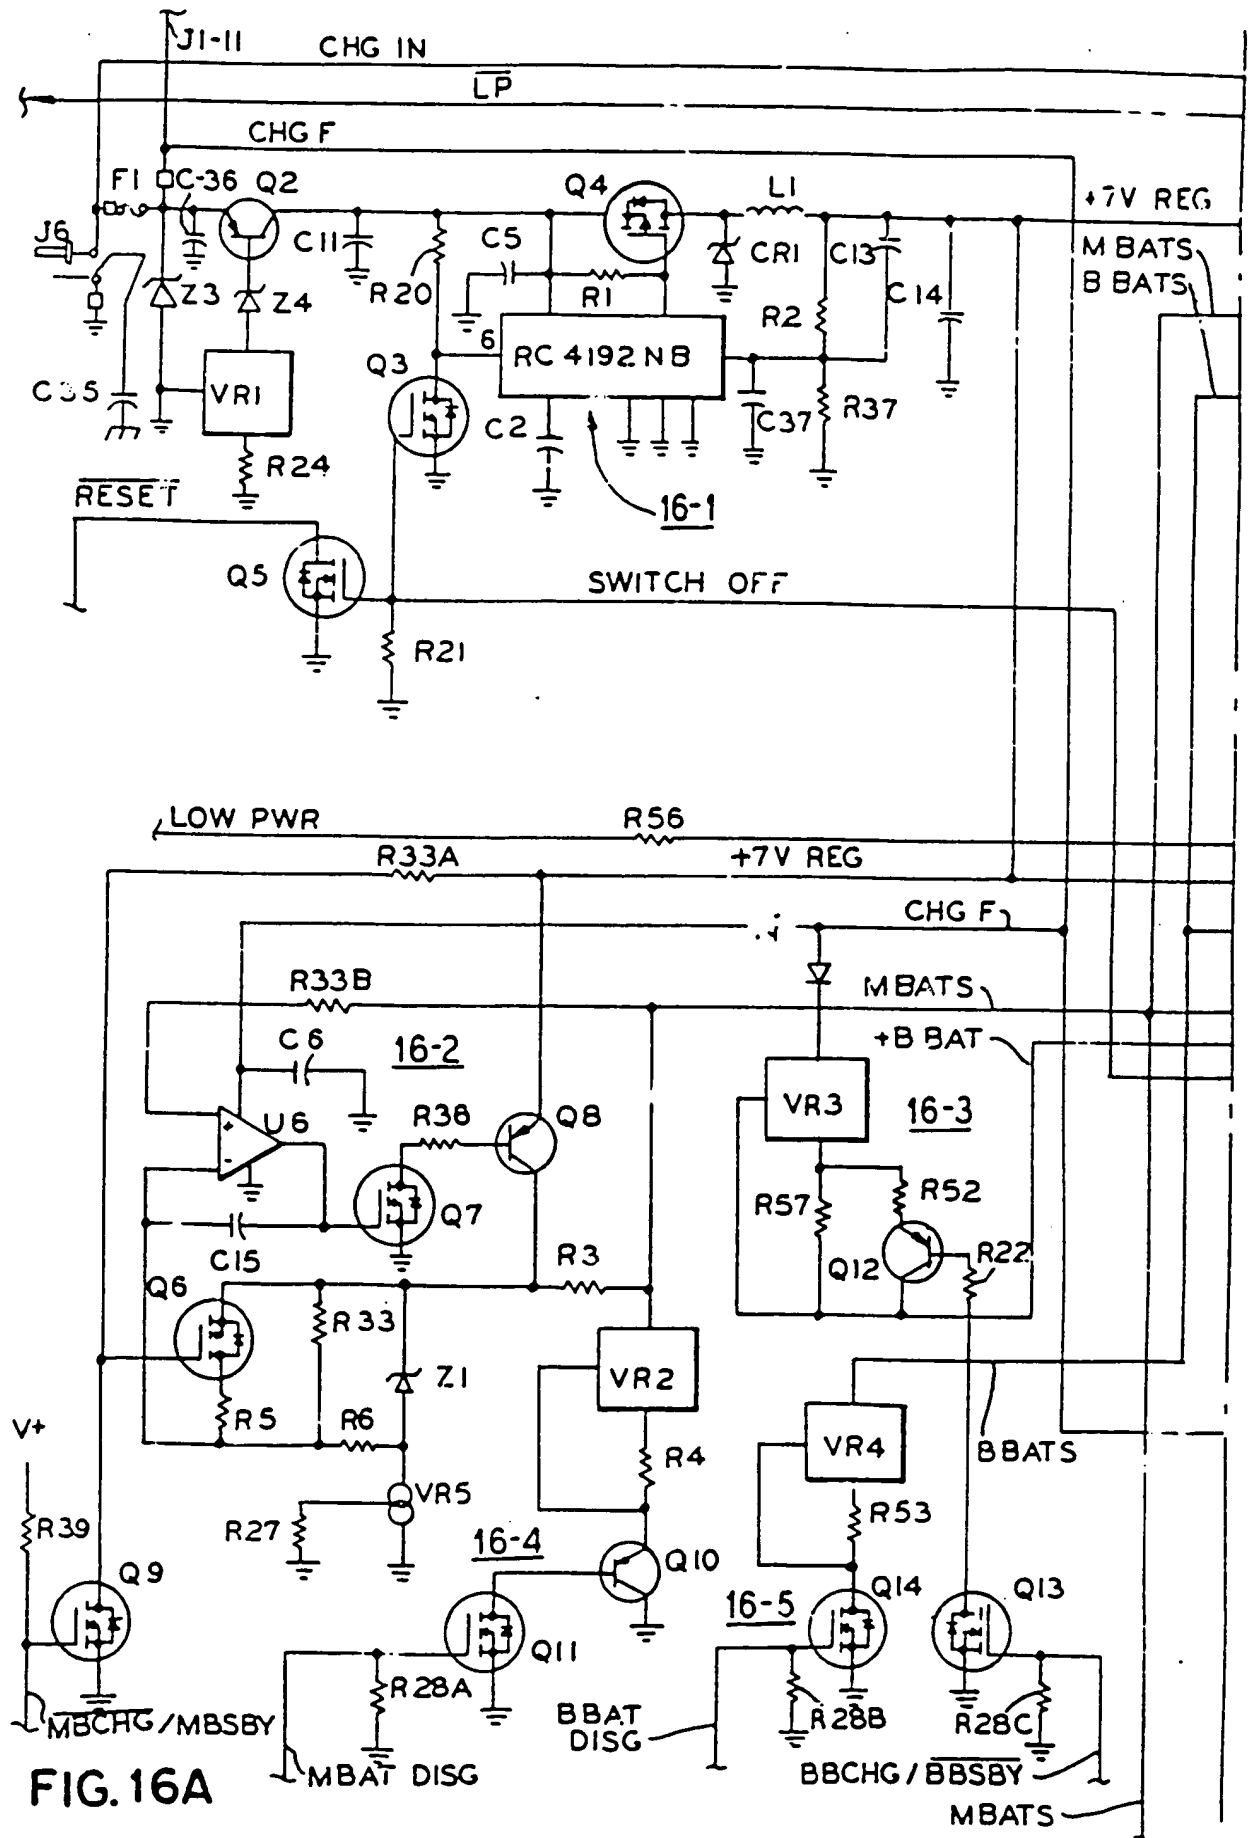 J1-11
CHG IN
LP
CHG F
F1
C-36
Q2
Q4
L1
+7V REG
J6
C11
C5
CR1
C13
M BATS
B BATS
Z3
Z4
R20
R1
R2
C14
Q3
6
RC 4192 NB
C35
VR1
C2
C37
R37
R24
16-1
RESET
Q5
SWITCH OFF
R21
LOW PWR
R56
R33A
+7V REG
CHG F
R33B
M BATS
C6
16-2
+B BAT
U6
+
-
R38
Q8
VR3
16-3
Q7
R57
R52
C15
R3
Q12
R22
Q6
R33
Z1
VR2
R5
R6
V+
R4
VR4
B BATS
VR5
R39
R27
R53
16-4
Q10
Q9
Q14
Q13
16-5
Q11
R28A
B BAT
DISG
R28B
R28C
MBCHG/MBSBY
MBAT DISG
BBCHG/BBSBY
FIG. 16A
M BATS